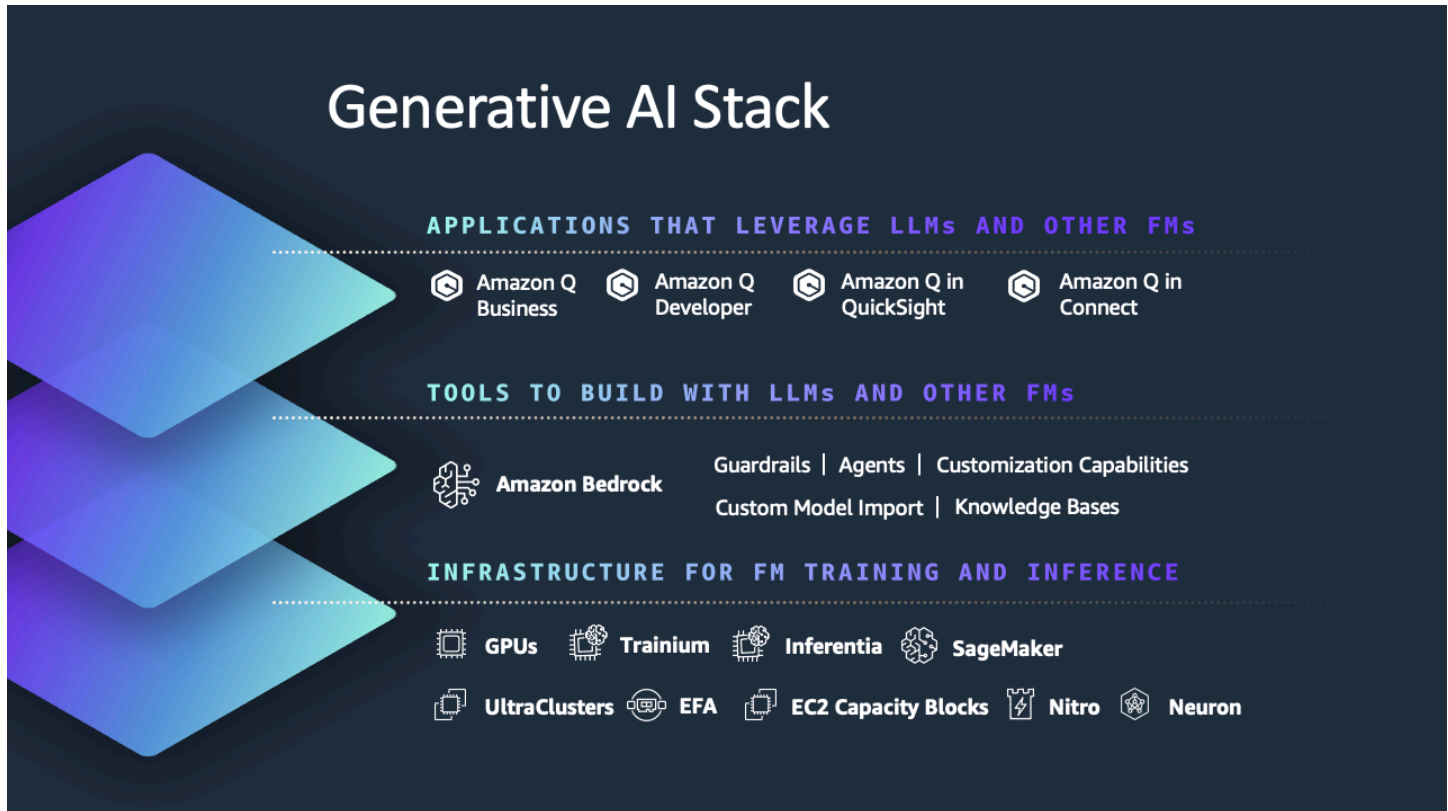 Generative AI Stack
APPLICATIONS THAT LEVERAGE LLMs AND OTHER FMs
Amazon Q Business
Amazon Q Developer
Amazon Q in QuickSight
Amazon Q in Connect
TOOLS TO BUILD WITH LLMs AND OTHER FMs
Amazon Bedrock
Guardrails | Agents | Customization Capabilities
Custom Model Import | Knowledge Bases
INFRASTRUCTURE FOR FM TRAINING AND INFERENCE
GPUs Trainium Inferentia SageMaker
UltraClusters EFA EC2 Capacity Blocks Nitro Neuron